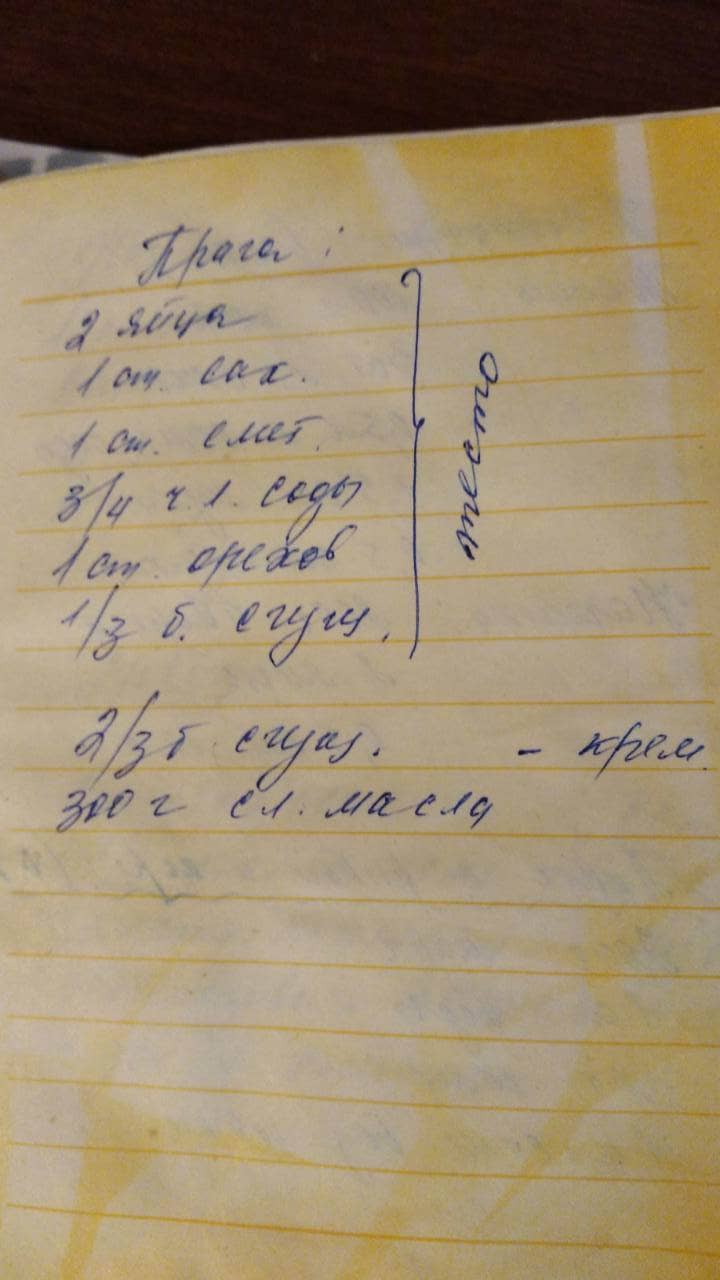 Прага :
2 яйца
1 ст. сах.
1 ст. смет.
3/4 ч.л. соды
1 ст. орехов
1/3 б. сгущ.
тесто
2/3 б сгущ. - крем
300 г сл. масла